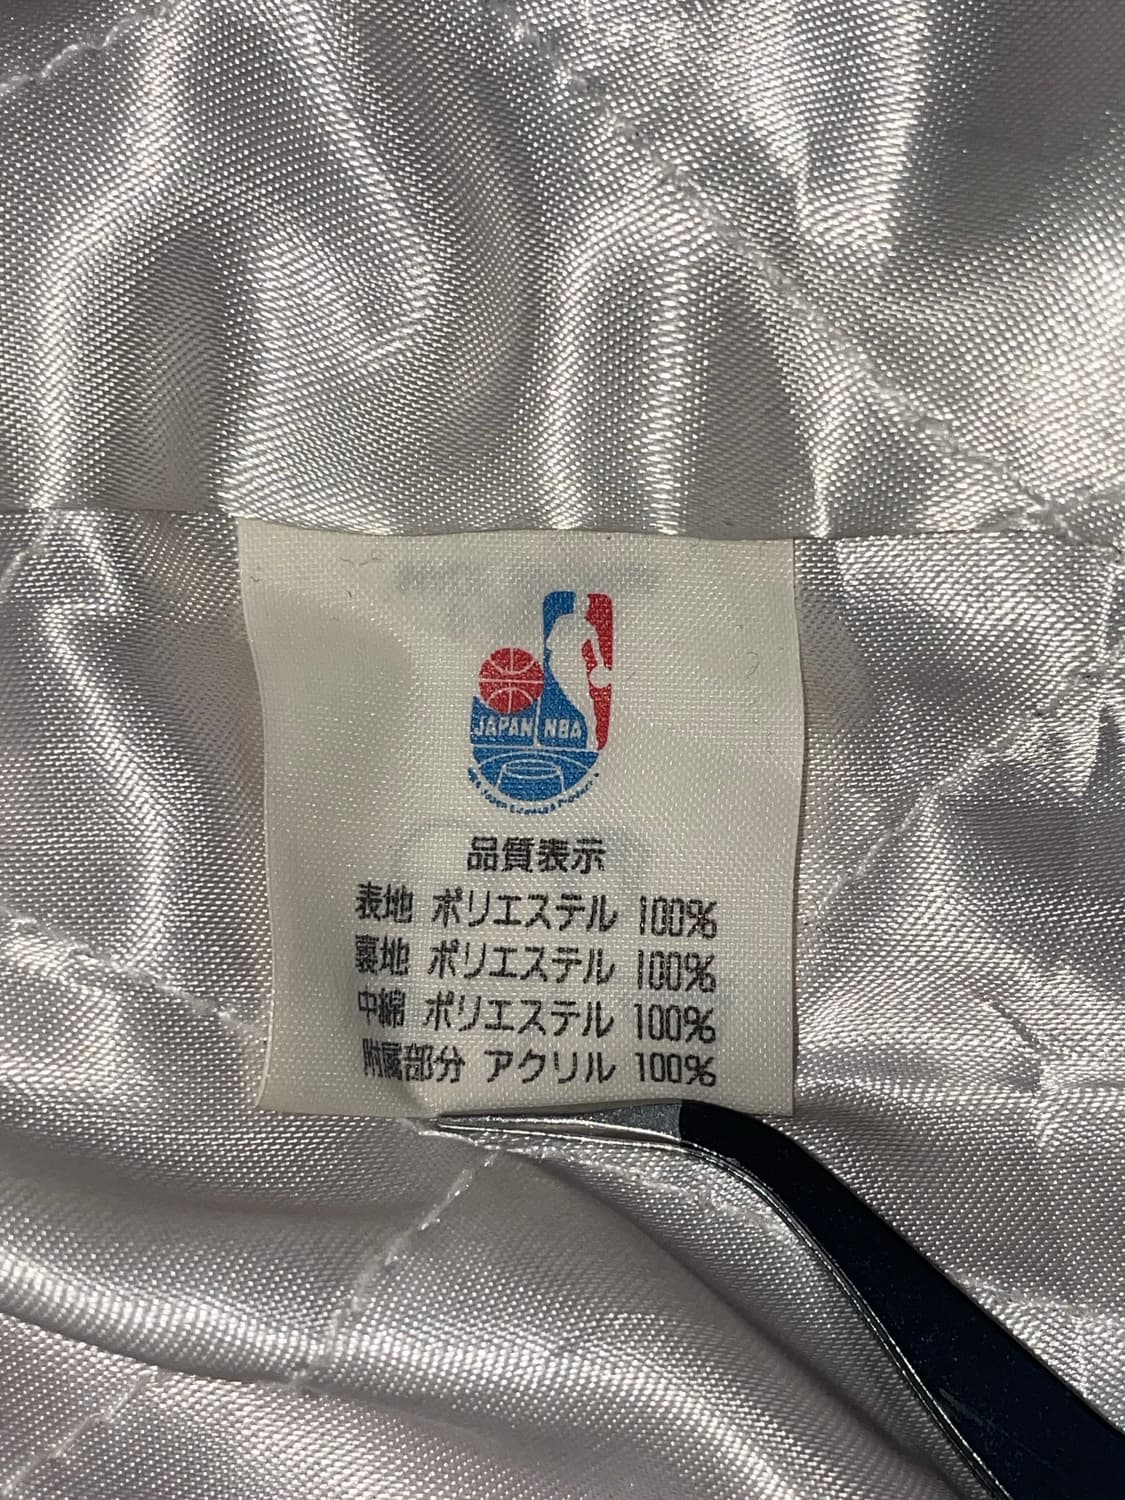 JAPAN NBA
品質表示
表地 ポリエステル 100%
裏地 ポリエステル 100%
中綿 ポリエステル 100%
附属部分 アクリル 100%